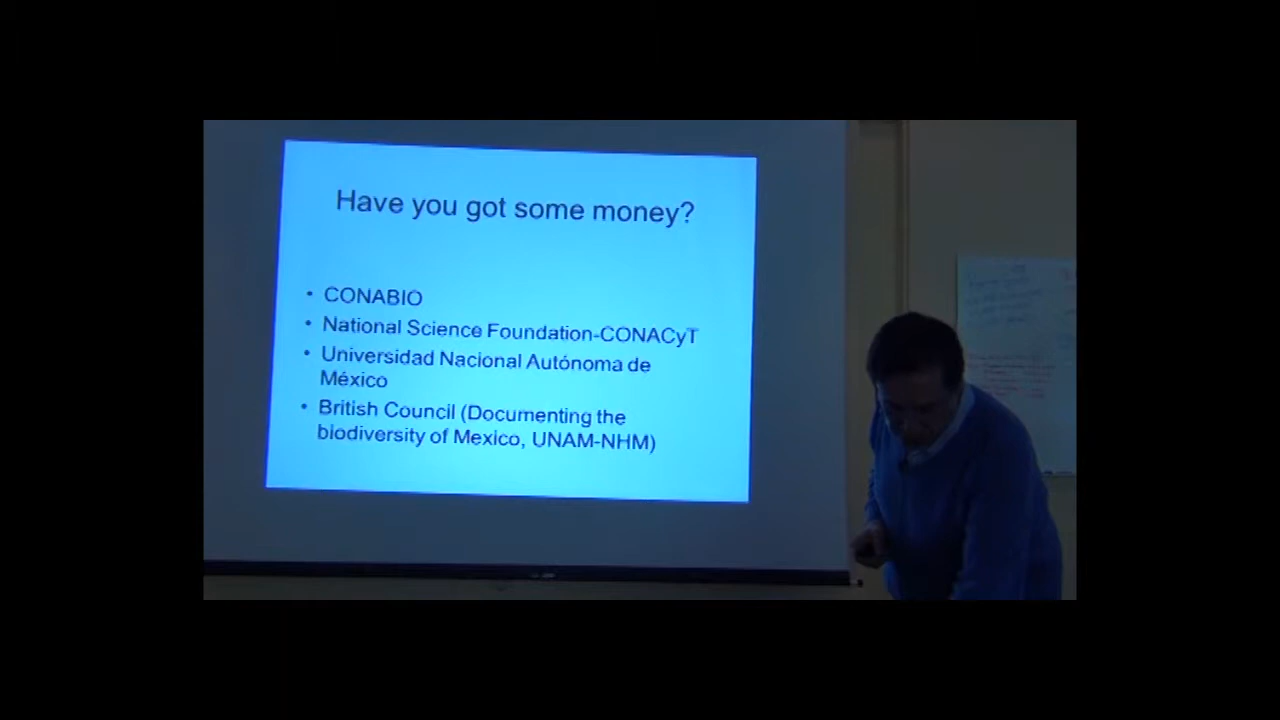 Have you got some money?
• CONABIO
• National Science Foundation-CONACyT
• Universidad Nacional Autónoma de
México
• British Council (Documenting the
biodiversity of Mexico, UNAM-NHM)